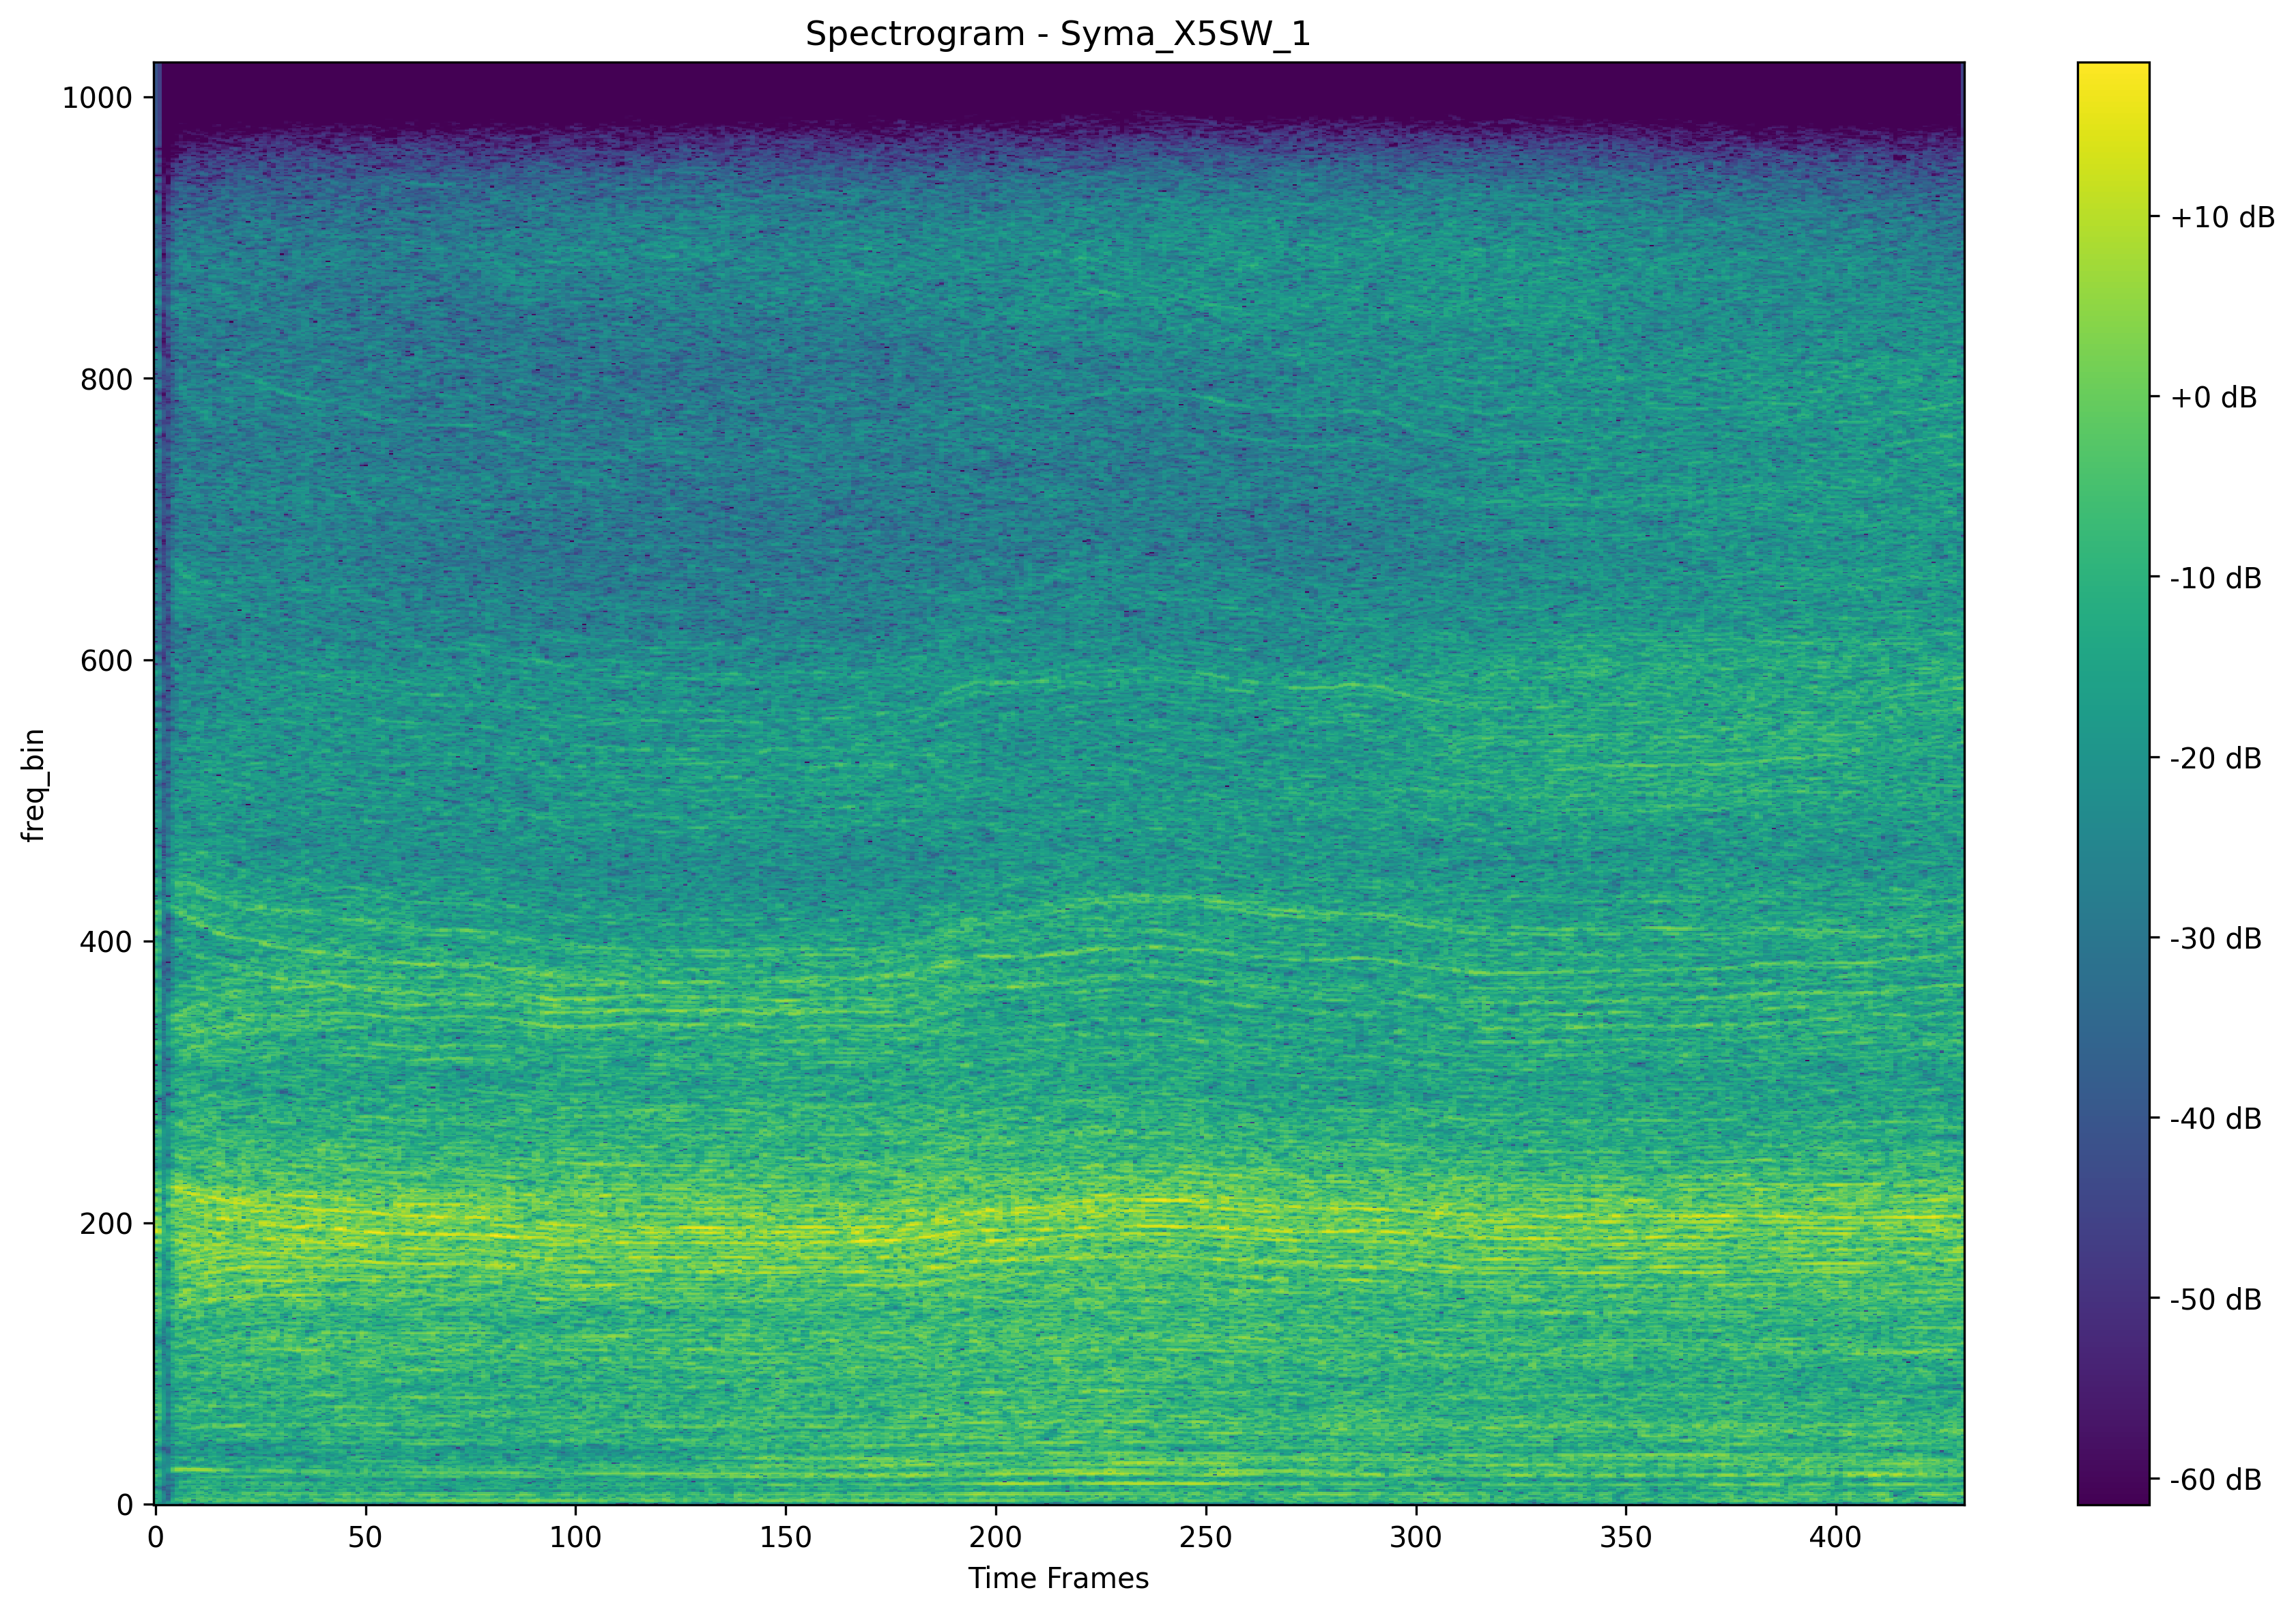 Spectrogram - Syma_X5SW_1
1000
800
600
400
200
0
freq_bin
0 50 100 150 200 250 300 350 400
Time Frames
+10 dB
+0 dB
-10 dB
-20 dB
-30 dB
-40 dB
-50 dB
-60 dB